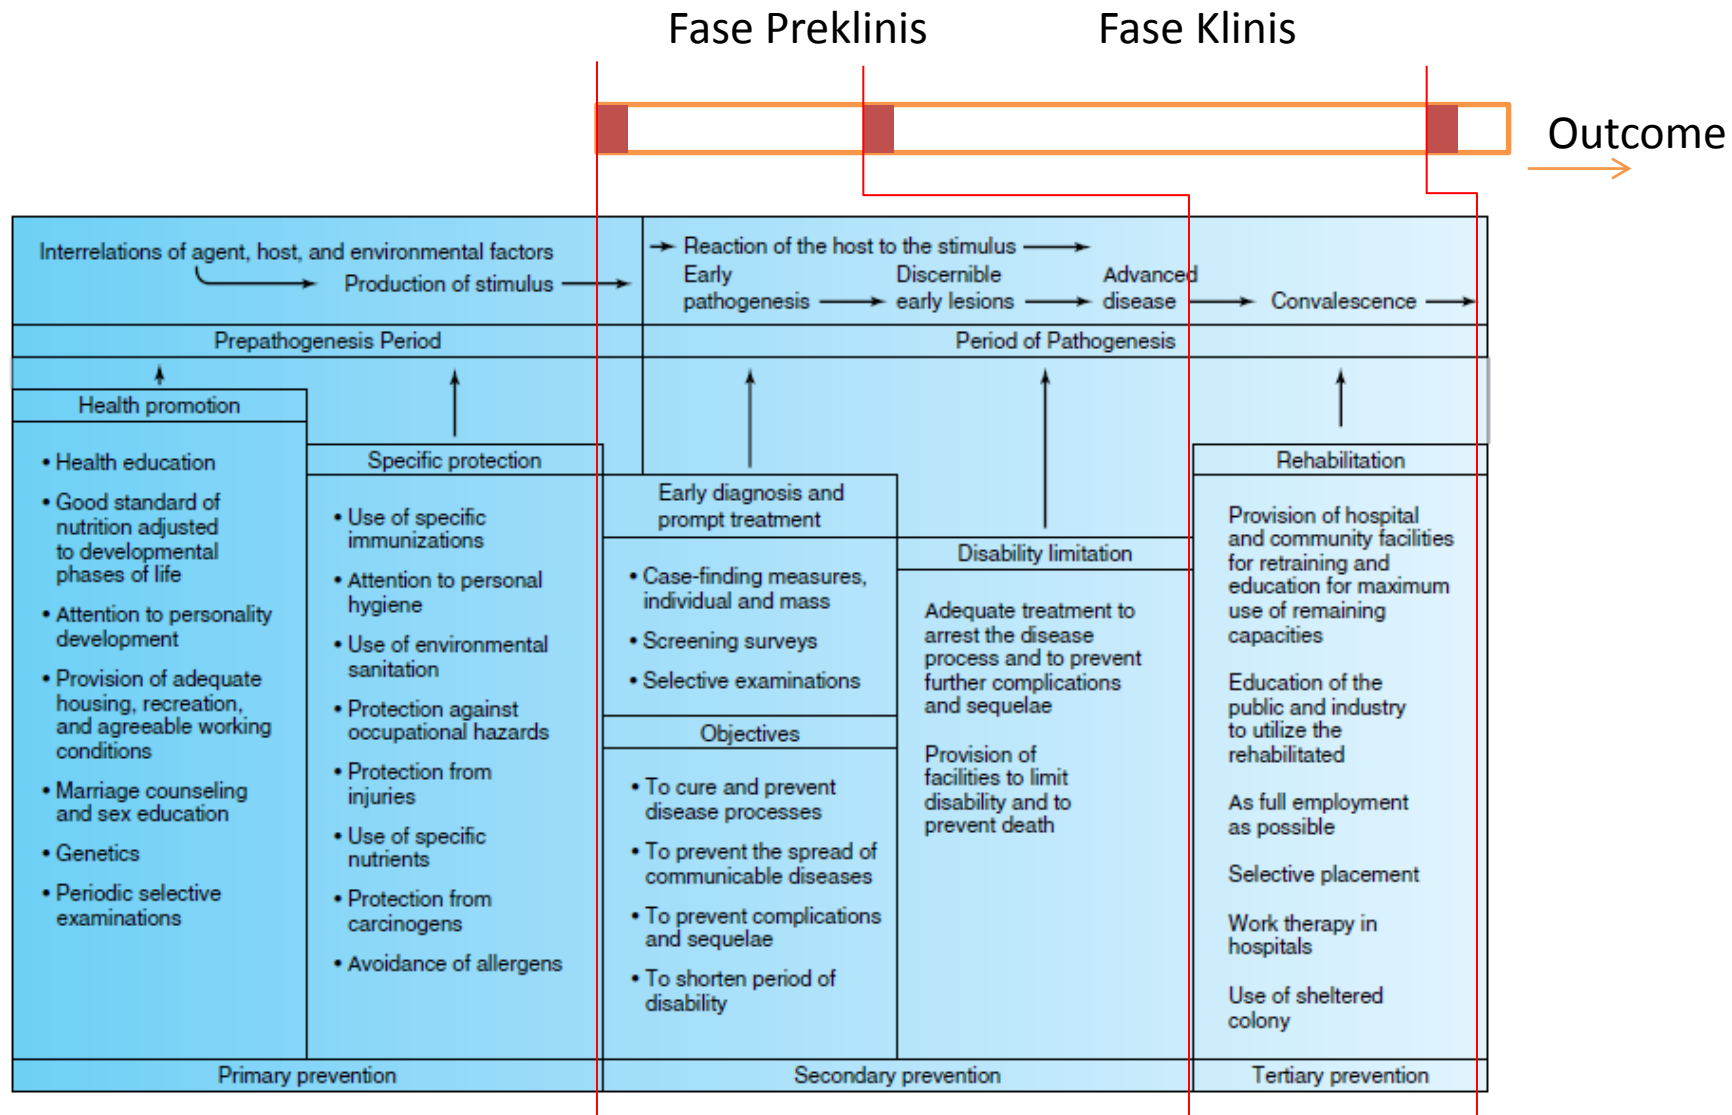 Fase Preklinis
Fase Klinis
Outcome
Interrelations of agent, host, and environmental factors
Production of stimulus
Reaction of the host to the stimulus
Early
pathogenesis
Discernible
early lesions
Advanced
disease
Convalescence
Prepathogenesis Period
Period of Pathogenesis
Health promotion
• Health education
• Good standard of
nutrition adjusted
to developmental
phases of life
• Attention to personality
development
• Provision of adequate
housing, recreation,
and agreeable working
conditions
• Marriage counseling
and sex education
• Genetics
• Periodic selective
examinations
Specific protection
• Use of specific
immunizations
• Attention to personal
hygiene
• Use of environmental
sanitation
• Protection against
occupational hazards
• Protection from
injuries
• Use of specific
nutrients
• Protection from
carcinogens
• Avoidance of allergens
Early diagnosis and
prompt treatment
• Case-finding measures,
individual and mass
• Screening surveys
• Selective examinations
Objectives
• To cure and prevent
disease processes
• To prevent the spread of
communicable diseases
• To prevent complications
and sequelae
• To shorten period of
disability
Disability limitation
Adequate treatment to
arrest the disease
process and to prevent
further complications
and sequelae
Provision of
facilities to limit
disability and to
prevent death
Rehabilitation
Provision of hospital
and community facilities
for retraining and
education for maximum
use of remaining
capacities
Education of the
public and industry
to utilize the
rehabilitated
As full employment
as possible
Selective placement
Work therapy in
hospitals
Use of sheltered
colony
Primary prevention
Secondary prevention
Tertiary prevention